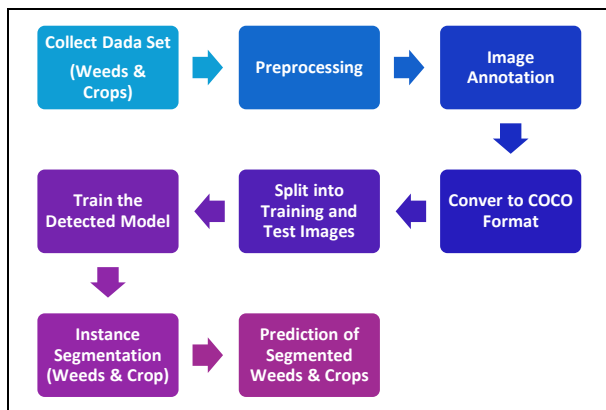 Collect Dada Set
(Weeds &
Crops)
Preprocessing
Image
Annotation
Conver to COCO
Format
Split into
Training and
Test Images
Train the
Detected Model
Instance
Segmentation
(Weeds & Crop)
Prediction of
Segmented
Weeds & Crops